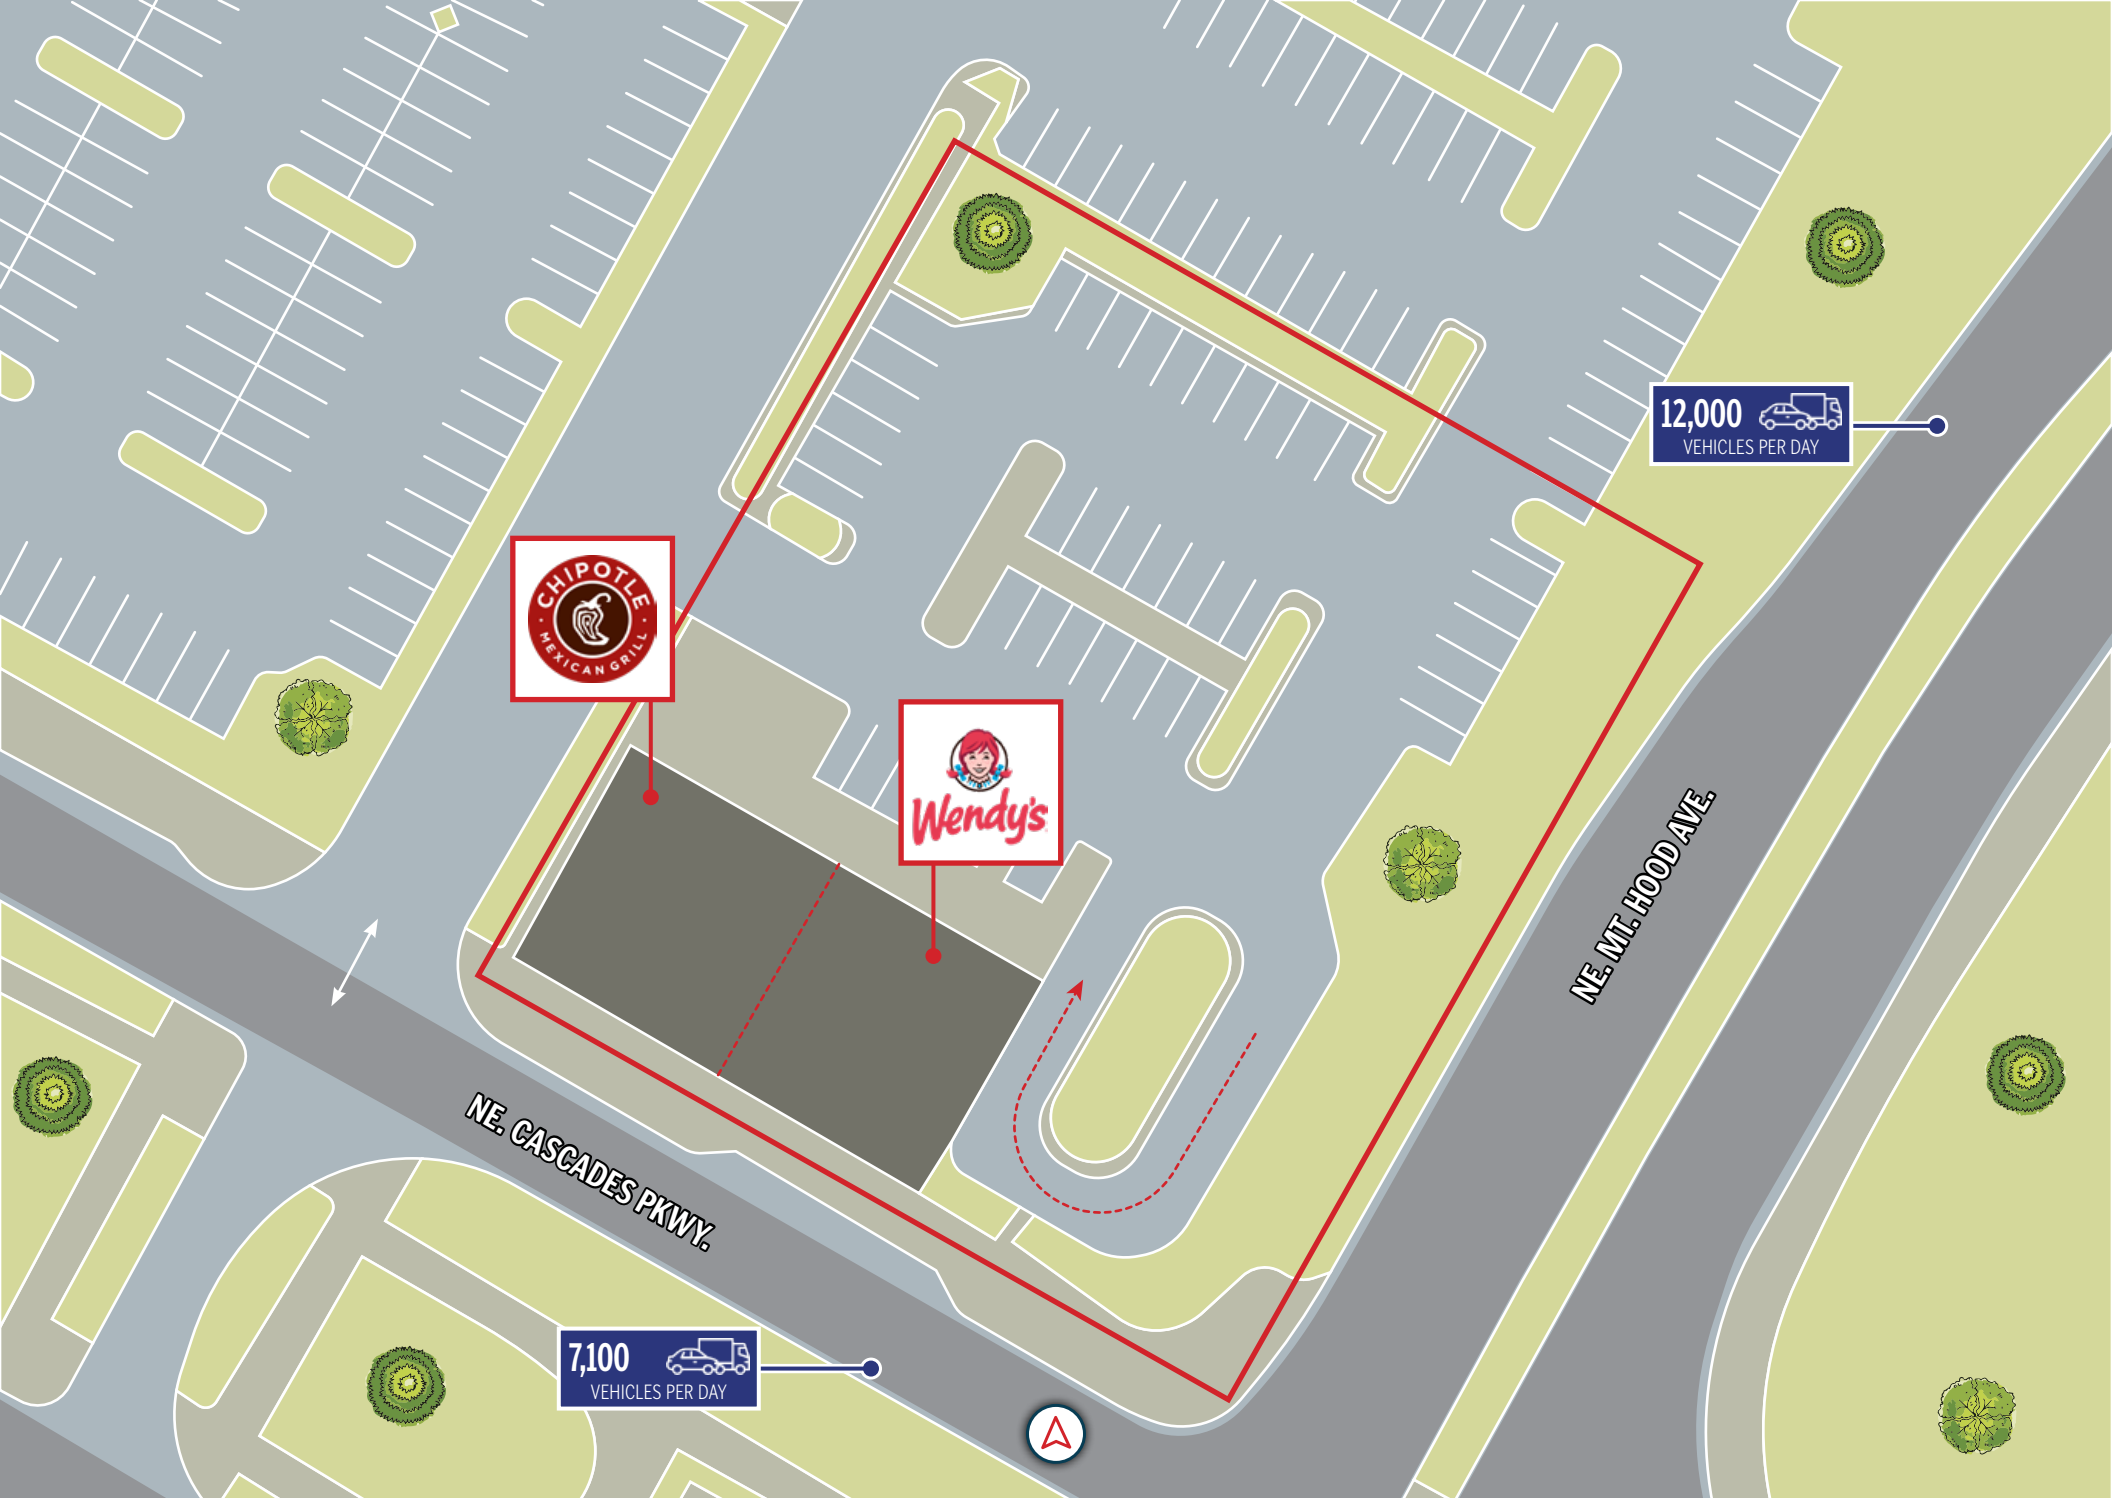 12,000
VEHICLES PER DAY
CHIPOTLE
MEXICAN GRILL
Wendy's
NE. MT. HOOD AVE.
NE. CASCADES PKWY.
7,100
VEHICLES PER DAY